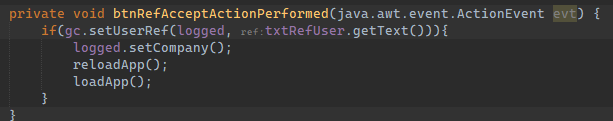 private void btnRefAcceptActionPerformed(java.awt.event.ActionEvent evt) {
if(gc.setUserRef(logged, ref:txtRefUser.getText())){
logged.setCompany();
reloadApp();
loadApp();
}
}